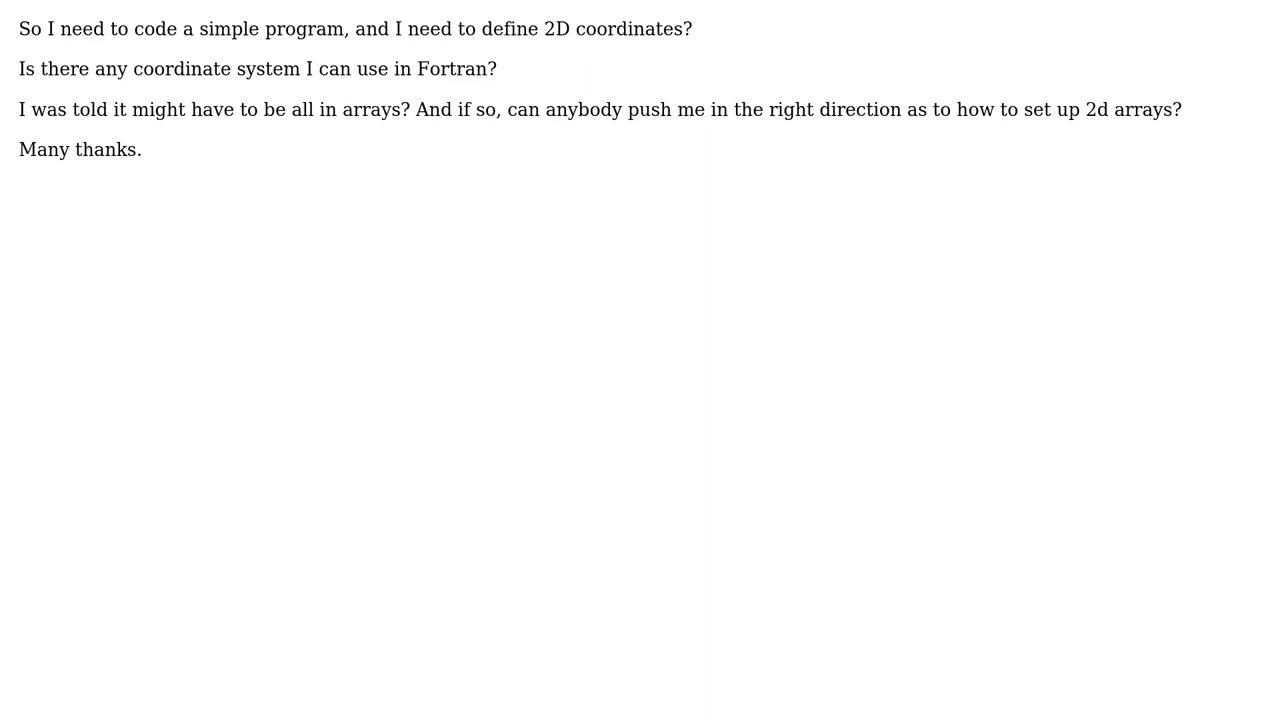 So I need to code a simple program, and I need to define 2D coordinates?
Is there any coordinate system I can use in Fortran?
I was told it might have to be all in arrays? And if so, can anybody push me in the right direction as to how to set up 2d arrays?
Many thanks.